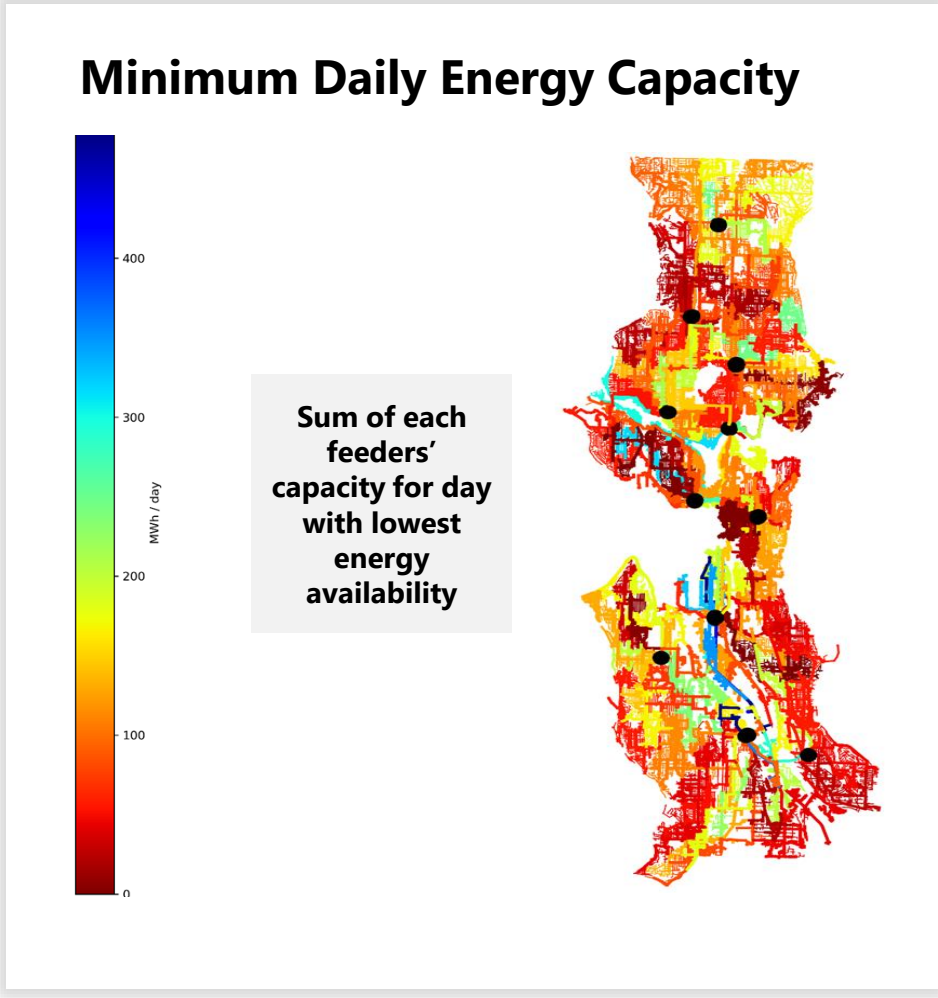 Minimum Daily Energy Capacity
400
300
200
100
0
MWh / day
Sum of each
feeders’
capacity for day
with lowest
energy
availability